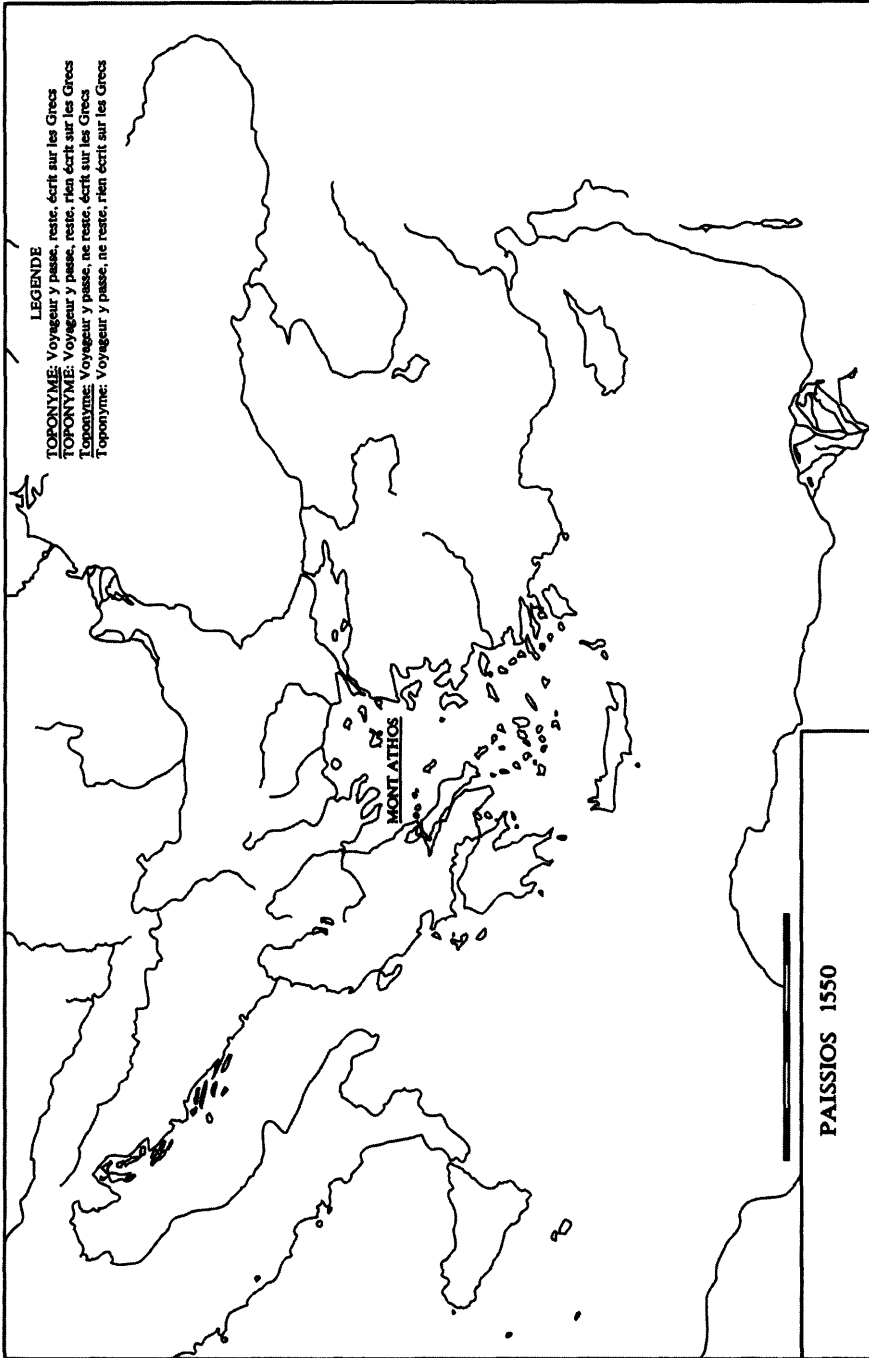 LEGENDE
TOPONYME: Voyageur y passe, reste, écrit sur les Grecs
TOPONYME: Voyageur y passe, reste, rien écrit sur les Grecs
Toponyme: Voyageur y passe, ne reste, écrit sur les Grecs
Toponyme: Voyageur y passe, ne reste, rien écrit sur les Grecs
MONT ATHOS
PAISSIOS 1550